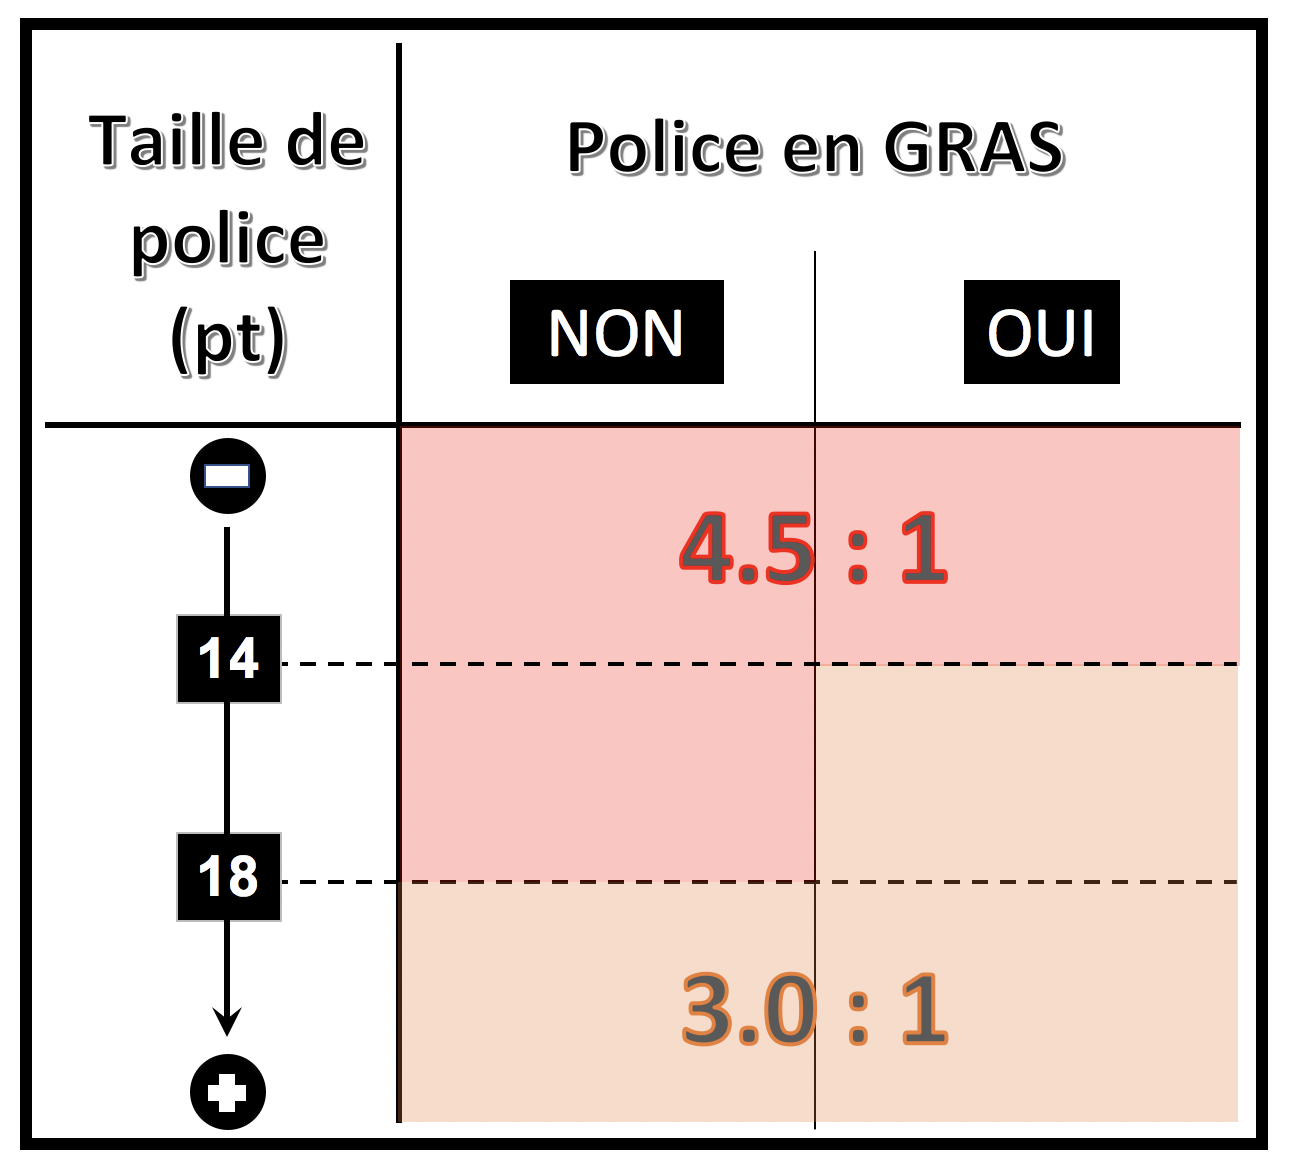 Taille de
police
(pt)
Police en GRAS
NON
OUI
4.5 : 1
14
18
3.0 : 1